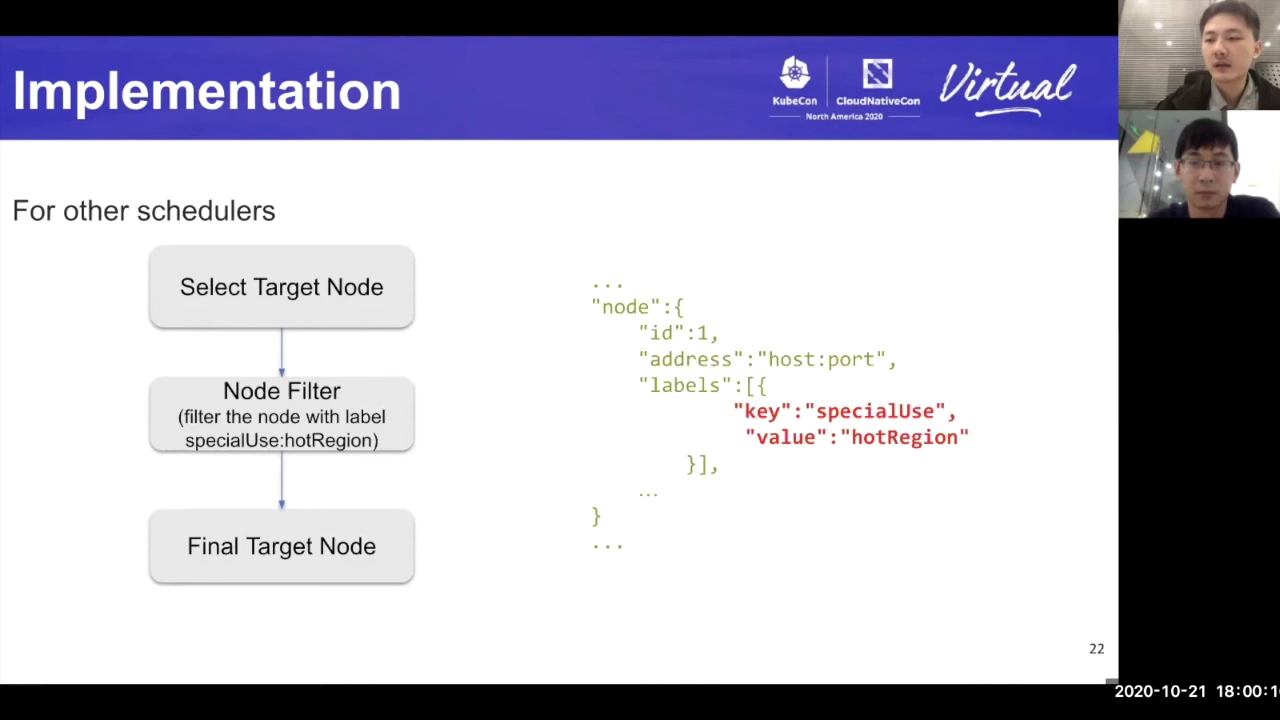 Implementation
KubeCon
CloudNativeCon
North America 2020
Virtual
For other schedulers
Select Target Node
Node Filter
(filter the node with label
specialUse:hotRegion)
Final Target Node
...
"node":{
"id":1,
"address":"host:port",
"labels":[{
"key":"specialUse",
"value":"hotRegion"
}],
...
}
...
22
2020-10-21 18:00:1